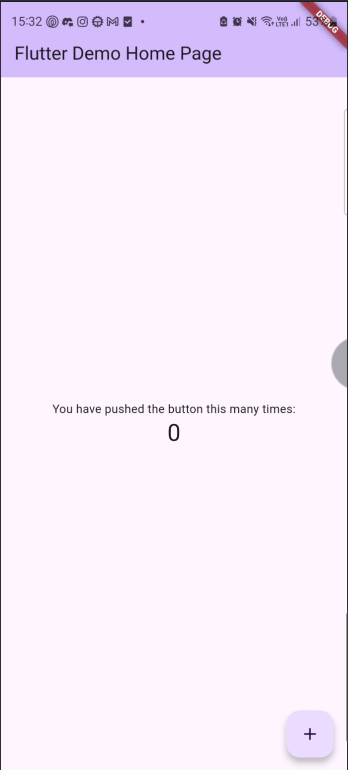 15:32
Vo))
LTE1
53
DEBUG
Flutter Demo Home Page
You have pushed the button this many times:
0
+